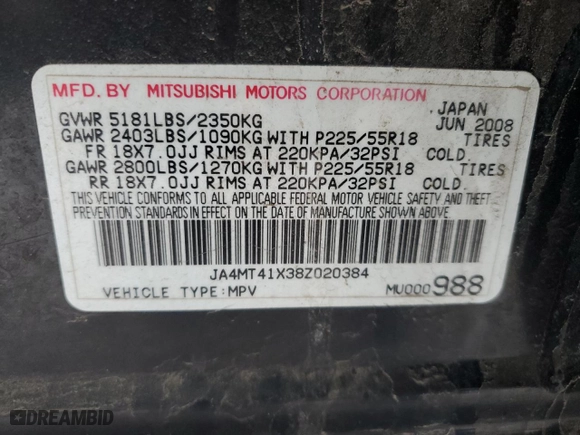 MFD. BY MITSUBISHI MOTORS CORPORATION
JAPAN
GVWR 5181LBS/2350KG JUN 2008
GAWR 2403LBS/1090KG WITH P225/55R18 TIRES
FR 18X7.0JJ RIMS AT 220KPA/32PSI COLD.
GAWR 2800LBS/1270KG WITH P225/55R18 TIRES
RR 18X7.0JJ RIMS AT 220KPA/32PSI COLD.
THIS VEHICLE CONFORMS TO ALL APPLICABLE FEDERAL MOTOR VEHICLE SAFETY AND THEFT
PREVENTION STANDARDS IN EFFECT ON THE DATE OF MANUFACTURE SHOWN ABOVE.
JA4MT41X38Z020384
VEHICLE TYPE:MPV MU000988
DREAMBID